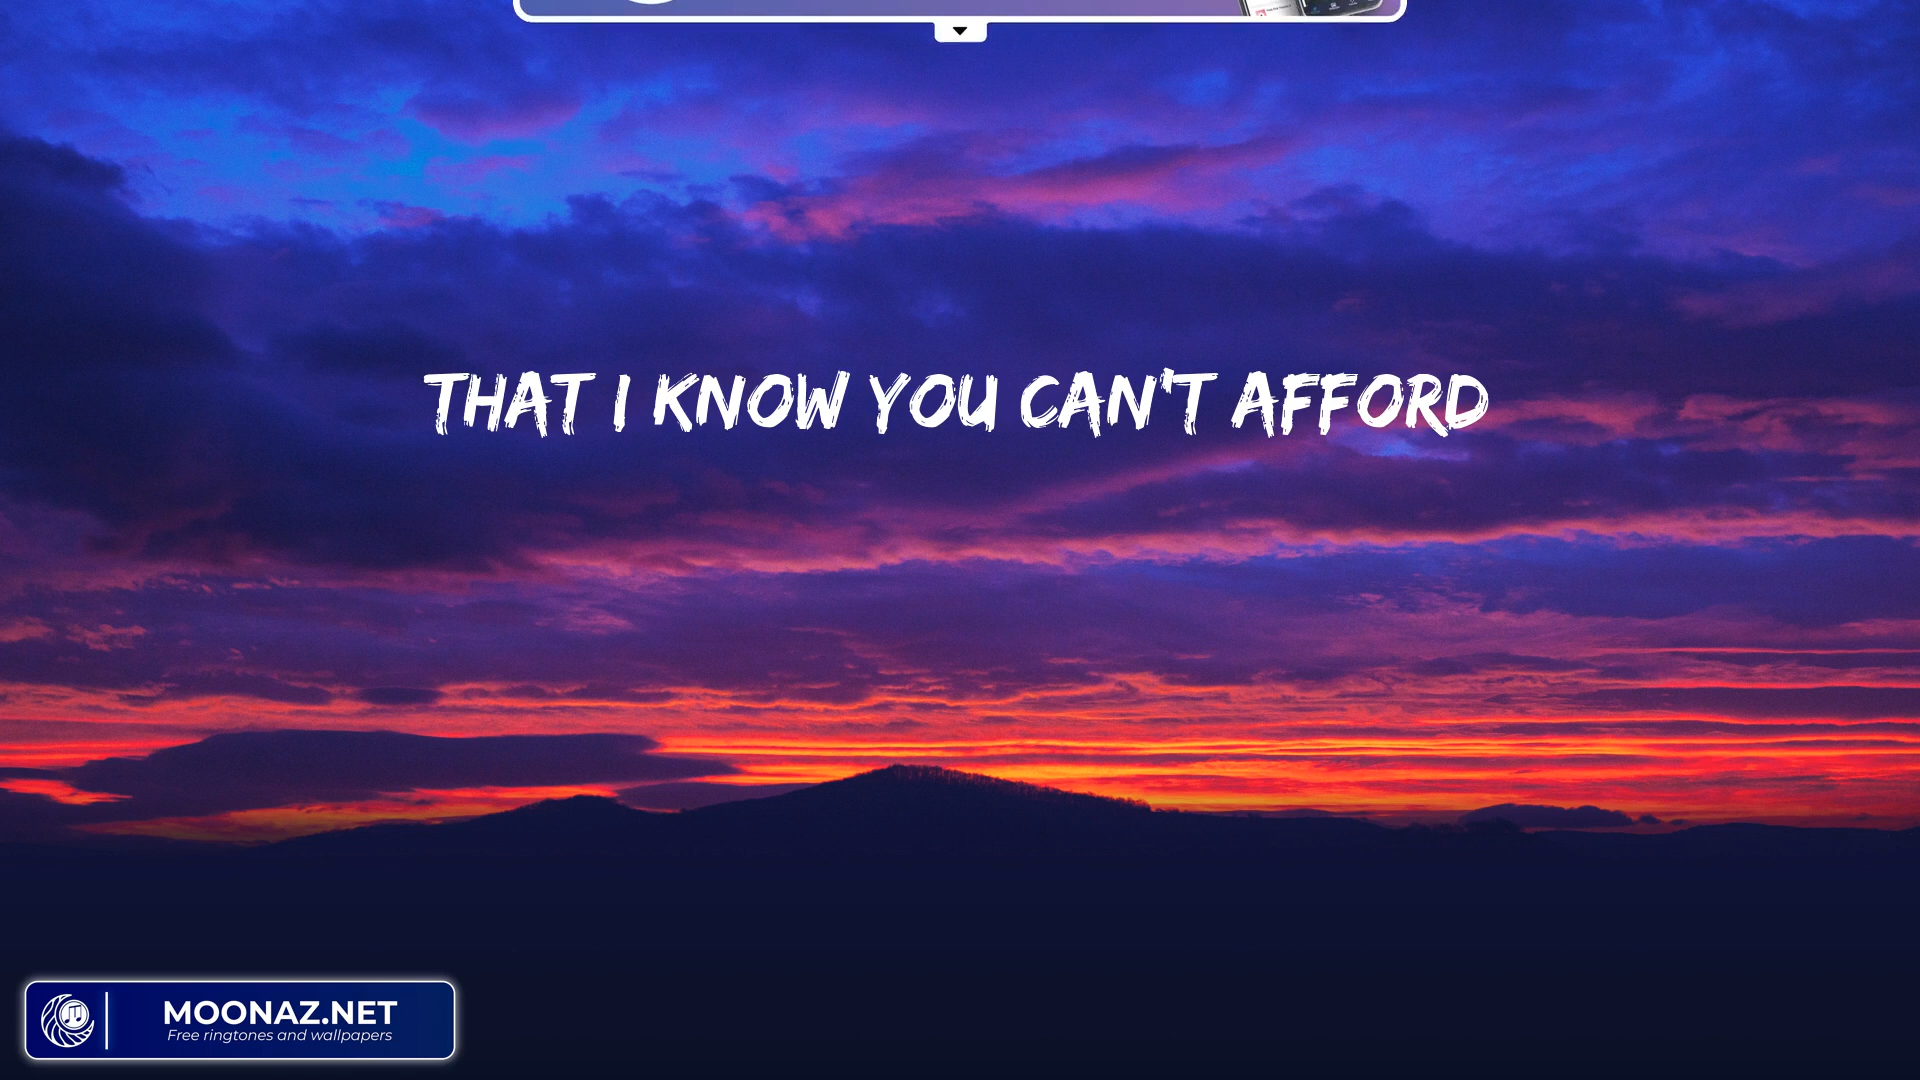 THAT I KNOW YOU CAN'T AFFORD
MOONAZ.NET
Free ringtones and wallpapers